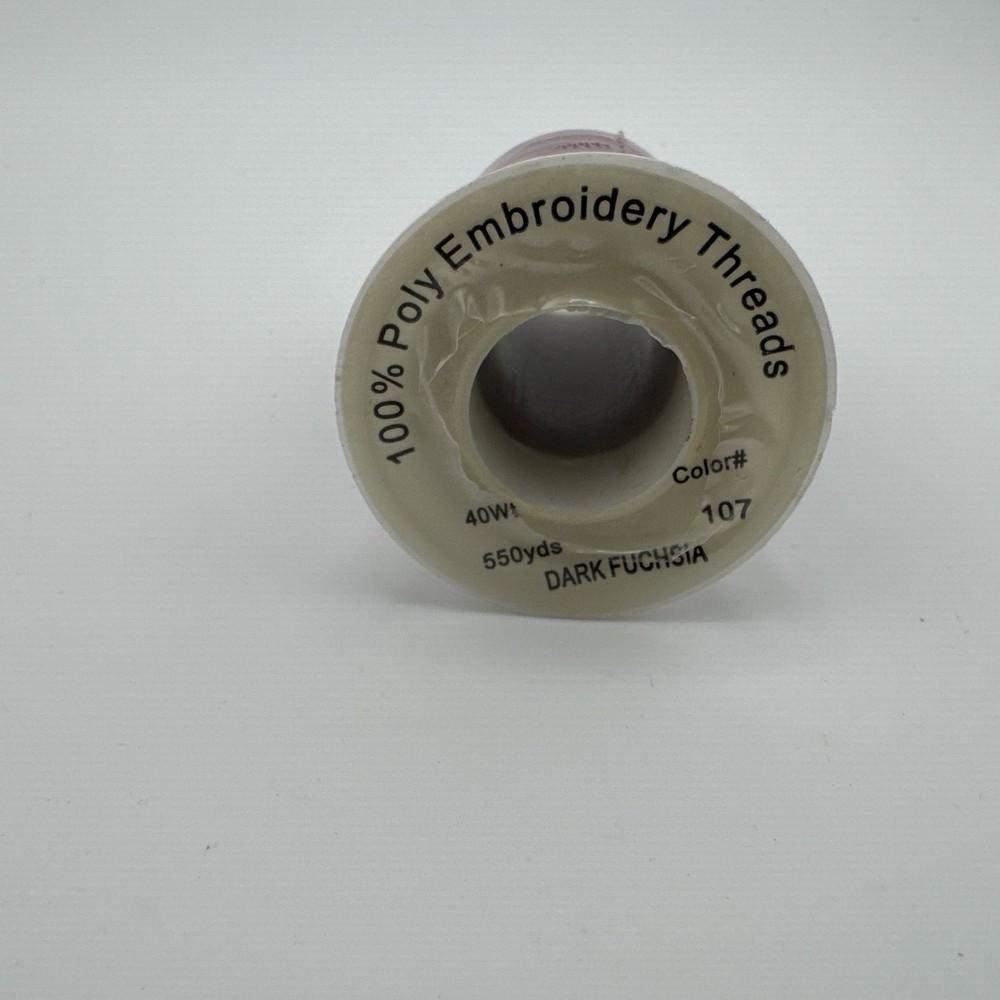 100% Poly Embroidery Threads
Color#
107
40Wt
550yds
DARK FUCHSIA